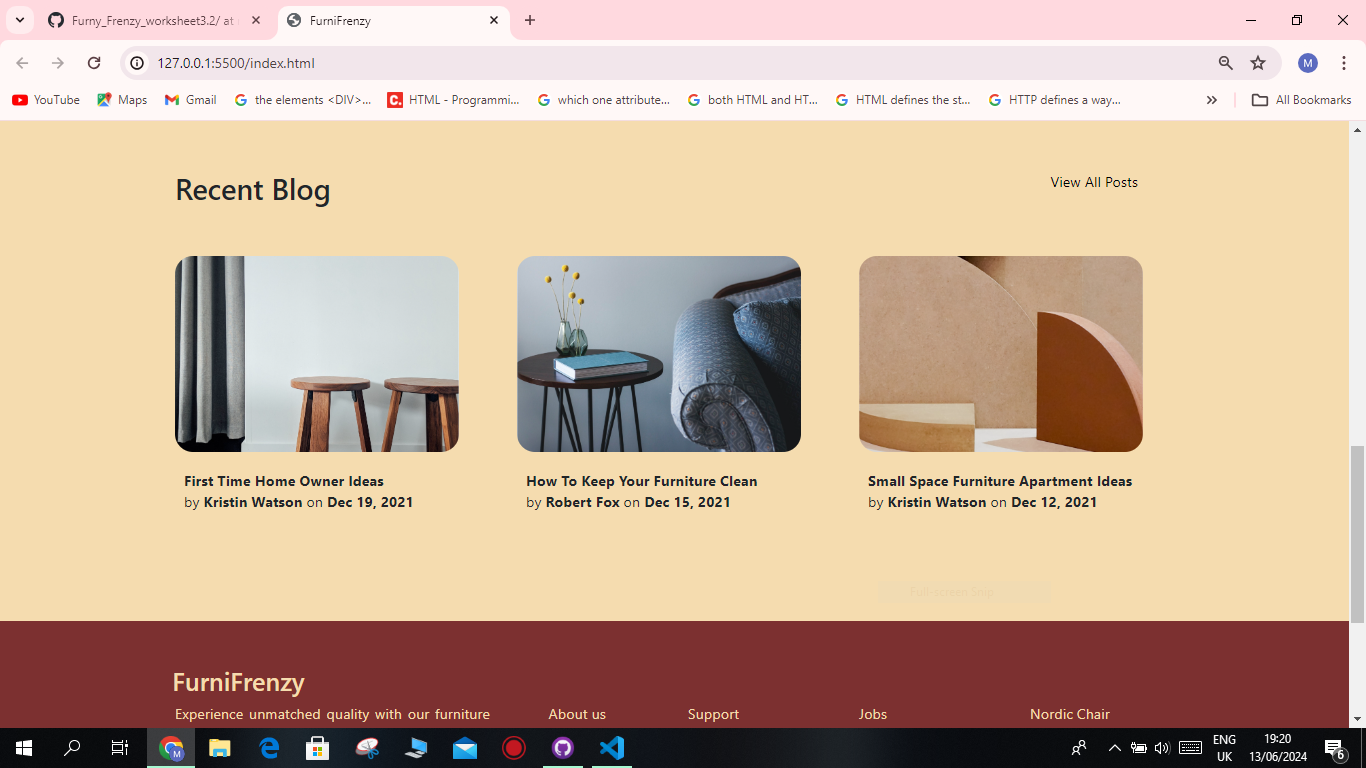 Furny_Frenzy_worksheet3.2/ at
FurniFrenzy
127.0.0.1:5500/index.html
M
YouTube
Maps
Gmail
the elements <DIV>...
HTML - Programmi...
which one attribute...
both HTML and HT...
HTML defines the st...
HTTP defines a way...
All Bookmarks
Recent Blog
View All Posts
First Time Home Owner Ideas
by Kristin Watson on Dec 19, 2021
How To Keep Your Furniture Clean
by Robert Fox on Dec 15, 2021
Small Space Furniture Apartment Ideas
by Kristin Watson on Dec 12, 2021
Full-screen Snip
FurniFrenzy
Experience unmatched quality with our furniture
About us
Support
Jobs
Nordic Chair
M
ENG
UK
19:20
13/06/2024
6